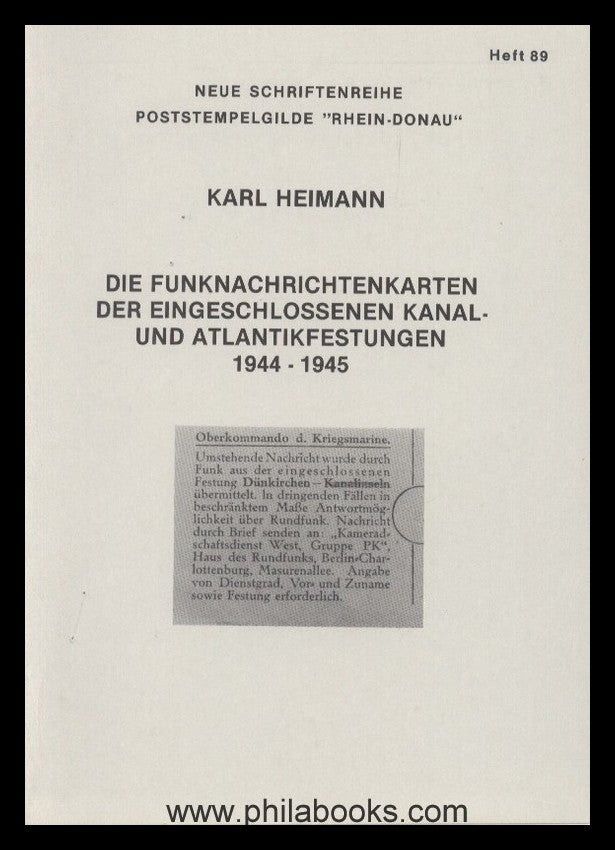 Heft 89
NEUE SCHRIFTENREIHE
POSTSTEMPELGILDE "RHEIN-DONAU"
KARL HEIMANN
DIE FUNKNACHRICHTENKARTEN
DER EINGESCHLOSSENEN KANAL-
UND ATLANTIKFESTUNGEN
1944 - 1945
Oberkommando d. Kriegsmarine.
Umstehende Nachricht wurde durch
Funk aus der eingeschlossenen
Festung Dünkirchen – Kanalinseln
übermittelt. In dringenden Fällen in
beschränktem Maße Antwortmög-
lichkeit über Rundfunk. Nachricht
durch Brief senden an: „Kamerad-
schaftsdienst West, Gruppe PK“,
Haus des Rundfunks, Berlin-Char-
lottenburg, Masurenallee. Angabe
von Dienstgrad, Vor- und Zuname
sowie Festung erforderlich.
www.philabooks.com